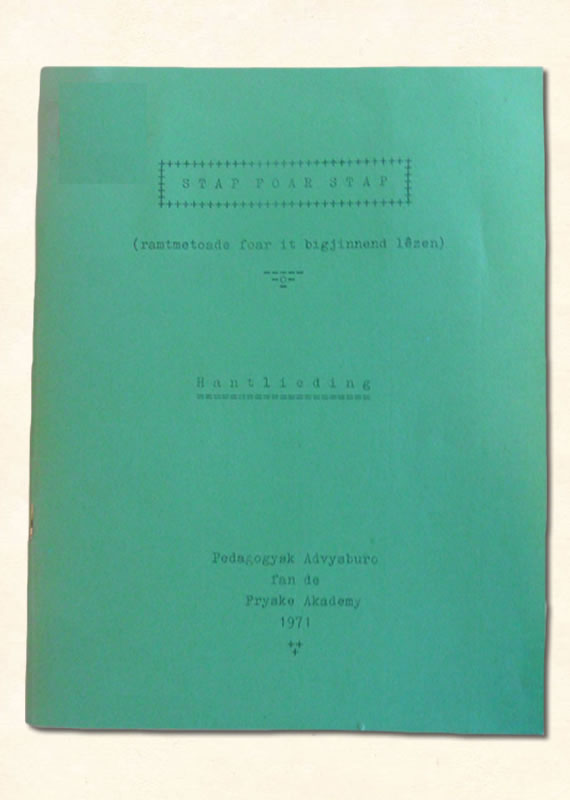 STAP FOAR STAP
(ramtmetoade foar it bigjinnend lêzen)
Hantlieding
Pedagogysk Advysburo
fan de
Fryske Akademy
1971